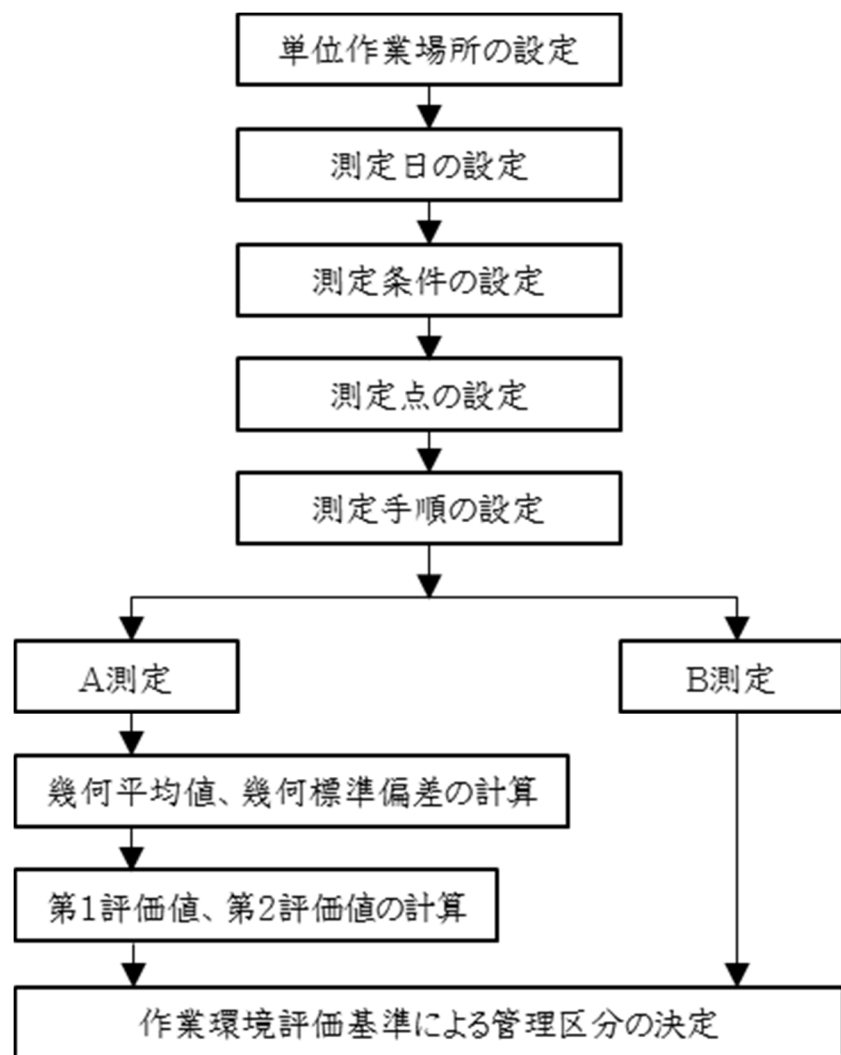 単位作業場所の設定
測定日の設定
測定条件の設定
測定点の設定
測定手順の設定
A測定
B測定
幾何平均値、幾何標準偏差の計算
第1評価値、第2評価値の計算
作業環境評価基準による管理区分の決定